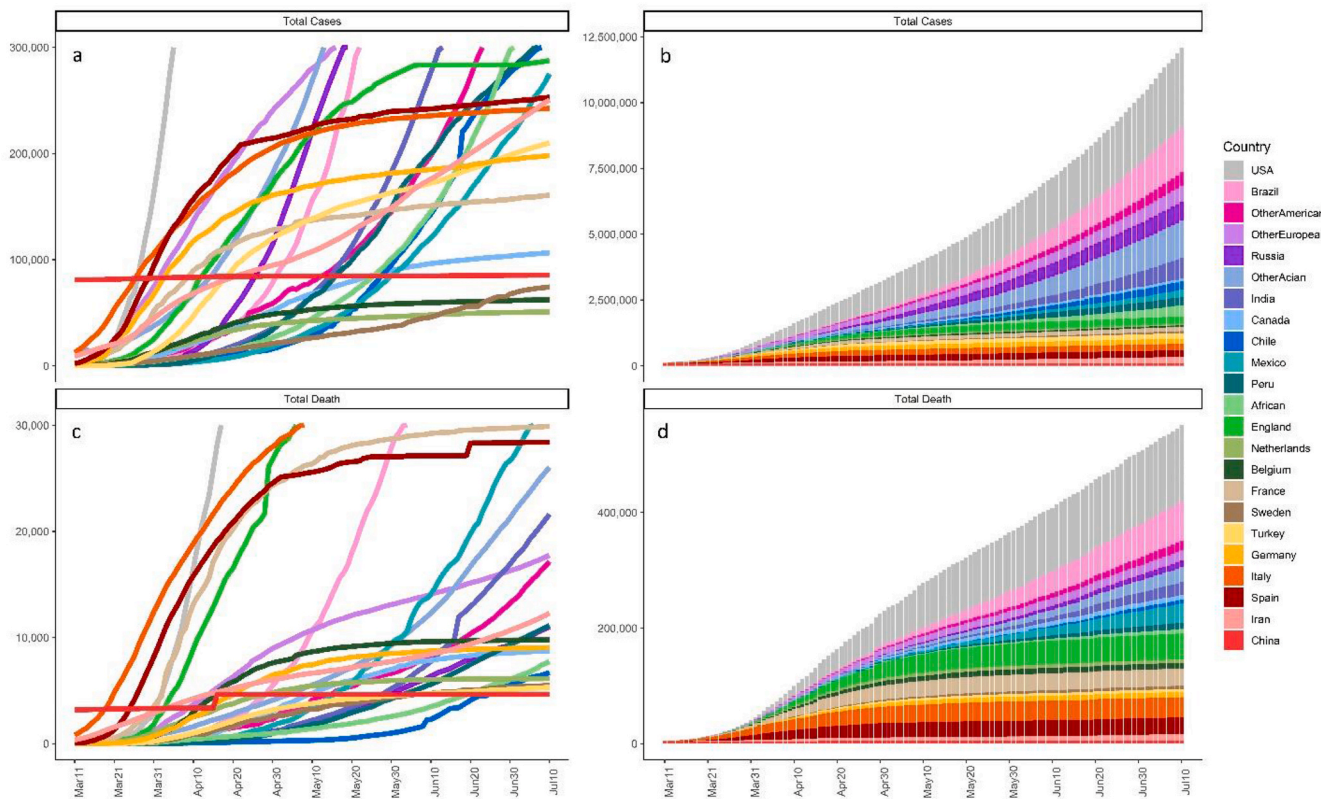 Total Cases
Total Cases
a
300,000
200,000
100,000
0
b
12,500,000
10,000,000
7,500,000
5,000,000
2,500,000
0
Total Death
Total Death
c
30,000
20,000
10,000
0
d
400,000
200,000
0
Mar11
Mar21
Mar31
Apr10
Apr20
Apr30
May10
May20
May30
Jun10
Jun20
Jun30
Jul10
Mar11
Mar21
Mar31
Apr10
Apr20
Apr30
May10
May20
May30
Jun10
Jun20
Jun30
Jul10
Country
USA
Brazil
OtherAmerican
OtherEuropea
Russia
OtherAcian
India
Canada
Chile
Mexico
Peru
African
England
Netherlands
Belgium
France
Sweden
Turkey
Germany
Italy
Spain
Iran
China